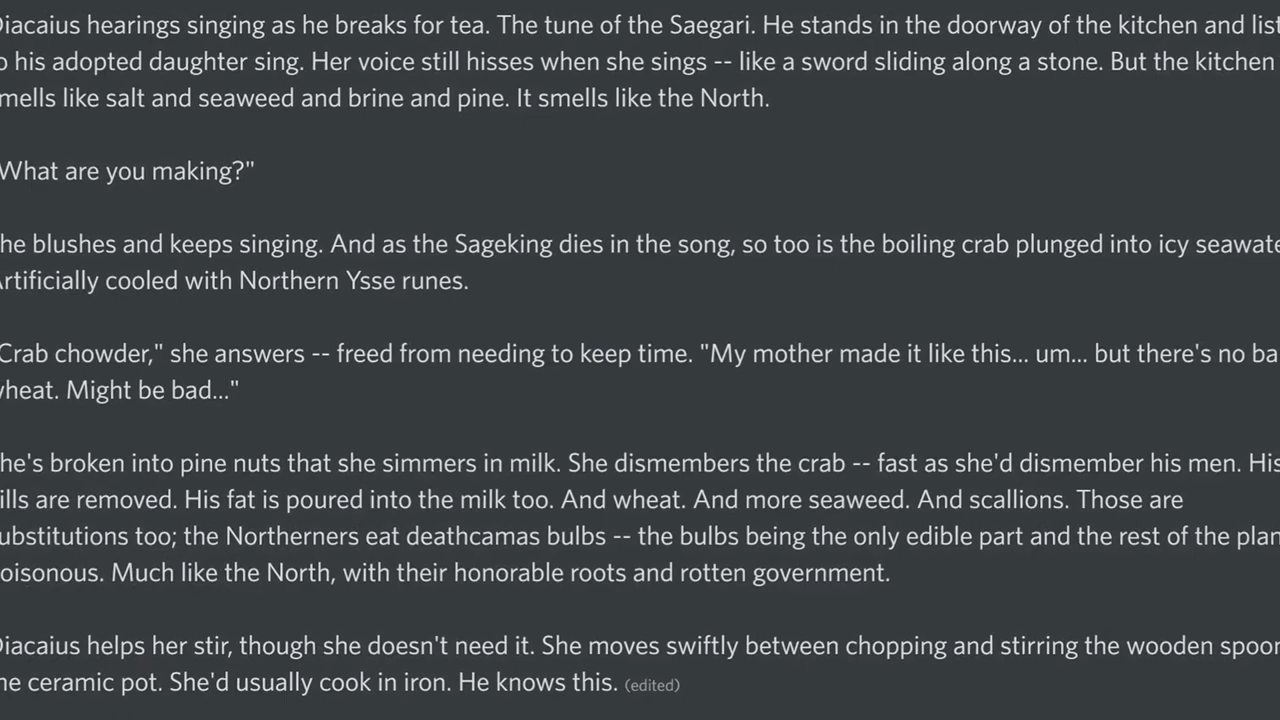 Diacaius hearings singing as he breaks for tea. The tune of the Saegari. He stands in the doorway of the kitchen and list
o his adopted daughter sing. Her voice still hisses when she sings -- like a sword sliding along a stone. But the kitchen
mells like salt and seaweed and brine and pine. It smells like the North.
"What are you making?"
he blushes and keeps singing. And as the Sageking dies in the song, so too is the boiling crab plunged into icy seawate
Artificially cooled with Northern Ysse runes.
"Crab chowder," she answers -- freed from needing to keep time. "My mother made it like this... um... but there's no ba
wheat. Might be bad..."
he's broken into pine nuts that she simmers in milk. She dismembers the crab -- fast as she'd dismember his men. His
ills are removed. His fat is poured into the milk too. And wheat. And more seaweed. And scallions. Those are
ubstitutions too; the Northerners eat deathcamas bulbs -- the bulbs being the only edible part and the rest of the plan
oisonous. Much like the North, with their honorable roots and rotten government.
Diacaius helps her stir, though she doesn't need it. She moves swiftly between chopping and stirring the wooden spoon
he ceramic pot. She'd usually cook in iron. He knows this. (edited)